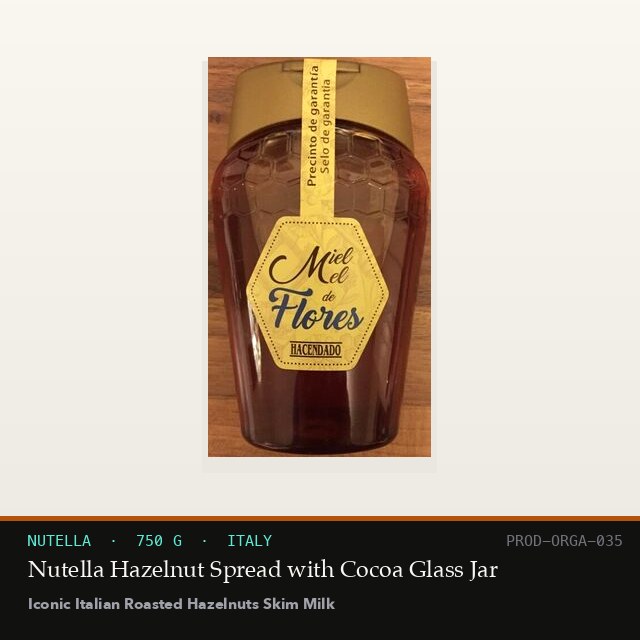 Precinto de garantía
Selo de garantia
Miel
Mel
de
Flores
HACENDADO
NUTELLA · 750 G · ITALY
PROD–ORGA–035
Nutella Hazelnut Spread with Cocoa Glass Jar
Iconic Italian Roasted Hazelnuts Skim Milk